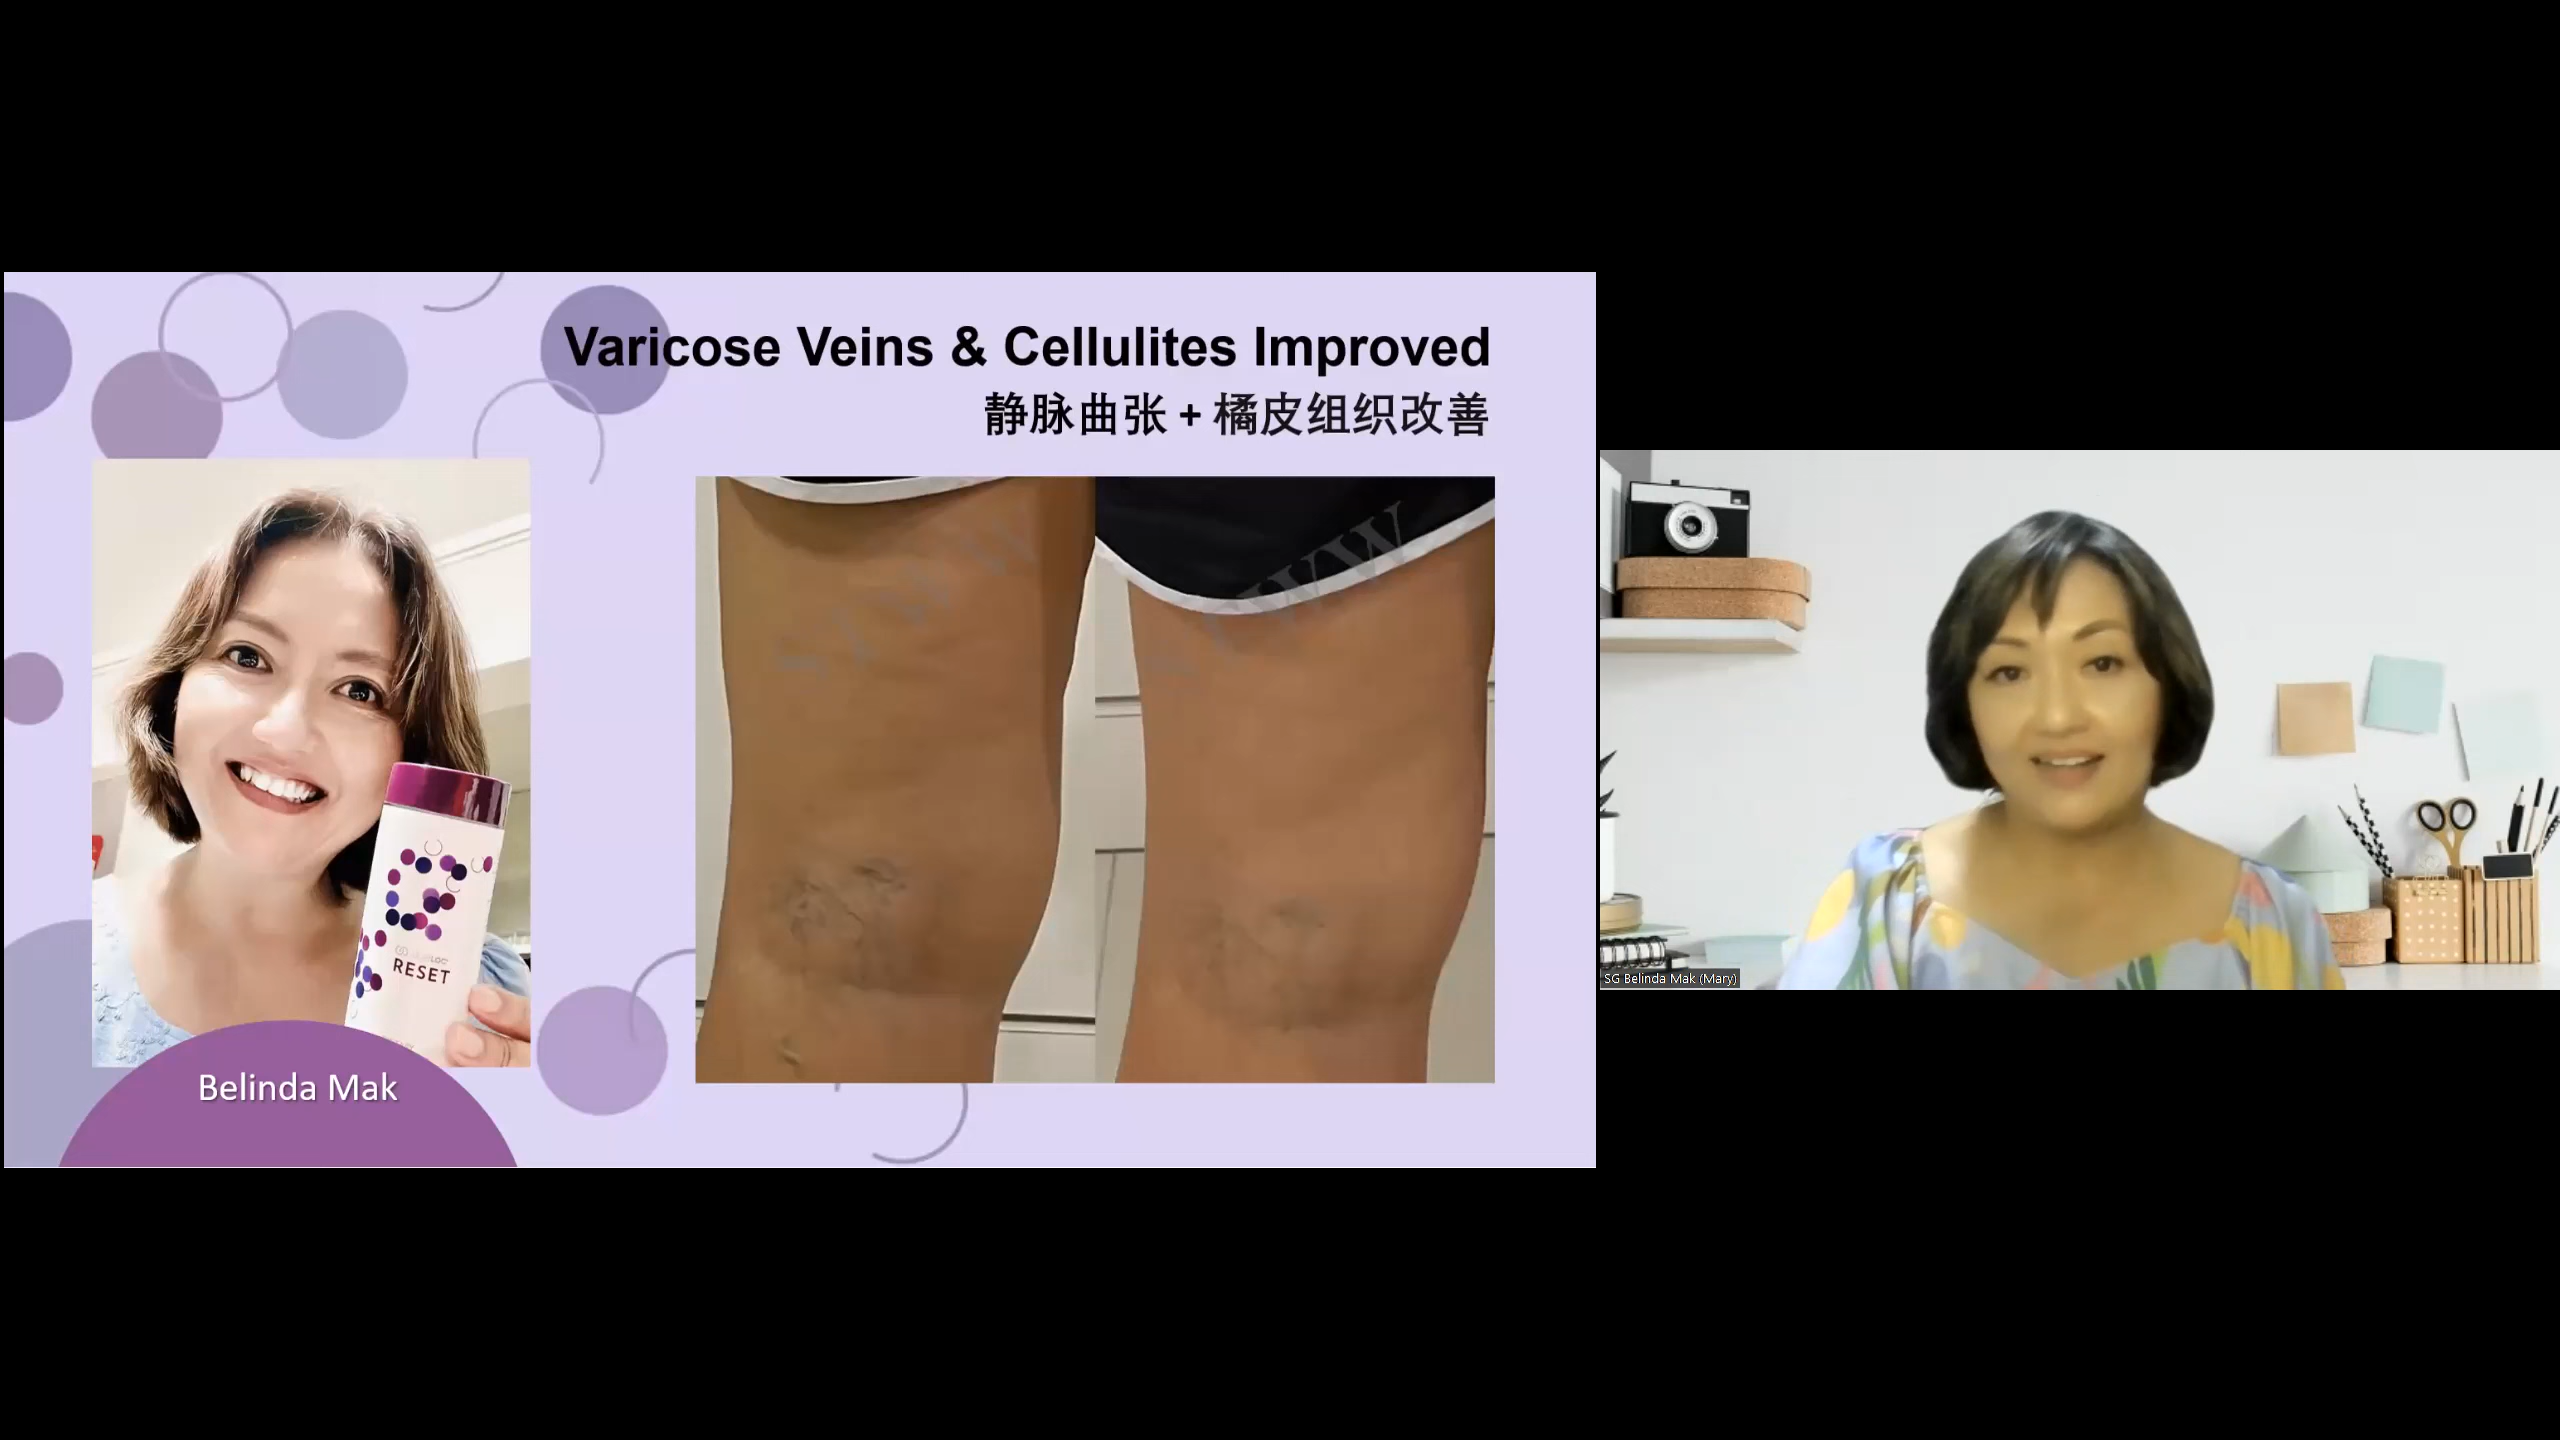 Varicose Veins & Cellulites Improved
静脉曲张 + 橘皮组织改善
RESET
Belinda Mak
SG Belinda Mak (Mary)